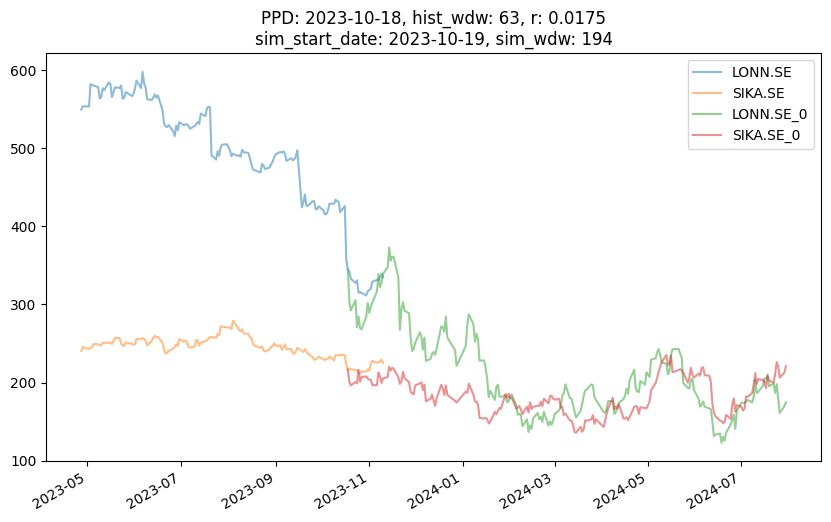 PPD: 2023-10-18, hist_wdw: 63, r: 0.0175
sim_start_date: 2023-10-19, sim_wdw: 194
600
500
400
300
200
100
LONN.SE
SIKA.SE
LONN.SE_0
SIKA.SE_0
2023-05
2023-07
2023-09
2023-11
2024-01
2024-03
2024-05
2024-07